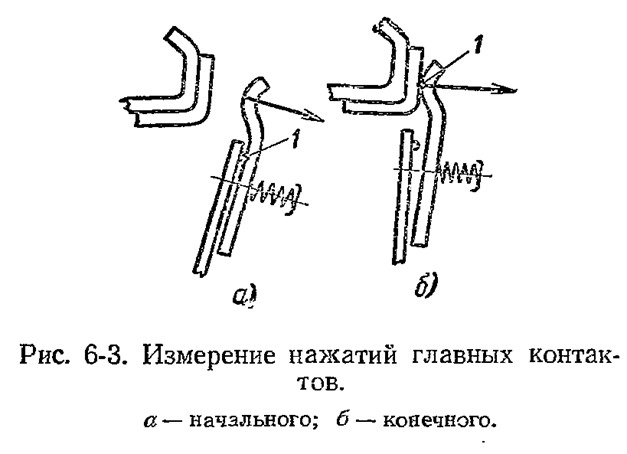 1
1
а)
б)
Рис. 6-3. Измерение нажатий главных контак-
тов.
а — начального; б — конечного.